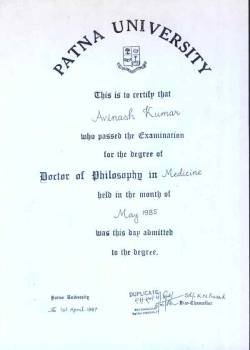 PATNA UNIVERSITY
This is to certify that
Avinash Kumar
who passed the Examination
for the degree of
Doctor of Philosophy in Medicine
held in the month of
May 1985
was this day admitted
to the degree.
Patna University
DUPLICATE
1st April 1987
Vice-Chancellor